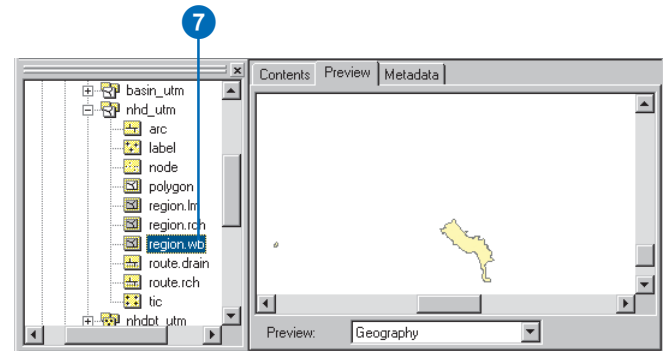 7
Contents Preview Metadata
basin_utm
nhd_utm
arc
label
node
polygon
region.lm
region.rch
region.wb
route.drain
route.rch
tic
nhdpt_utm
Preview: Geography